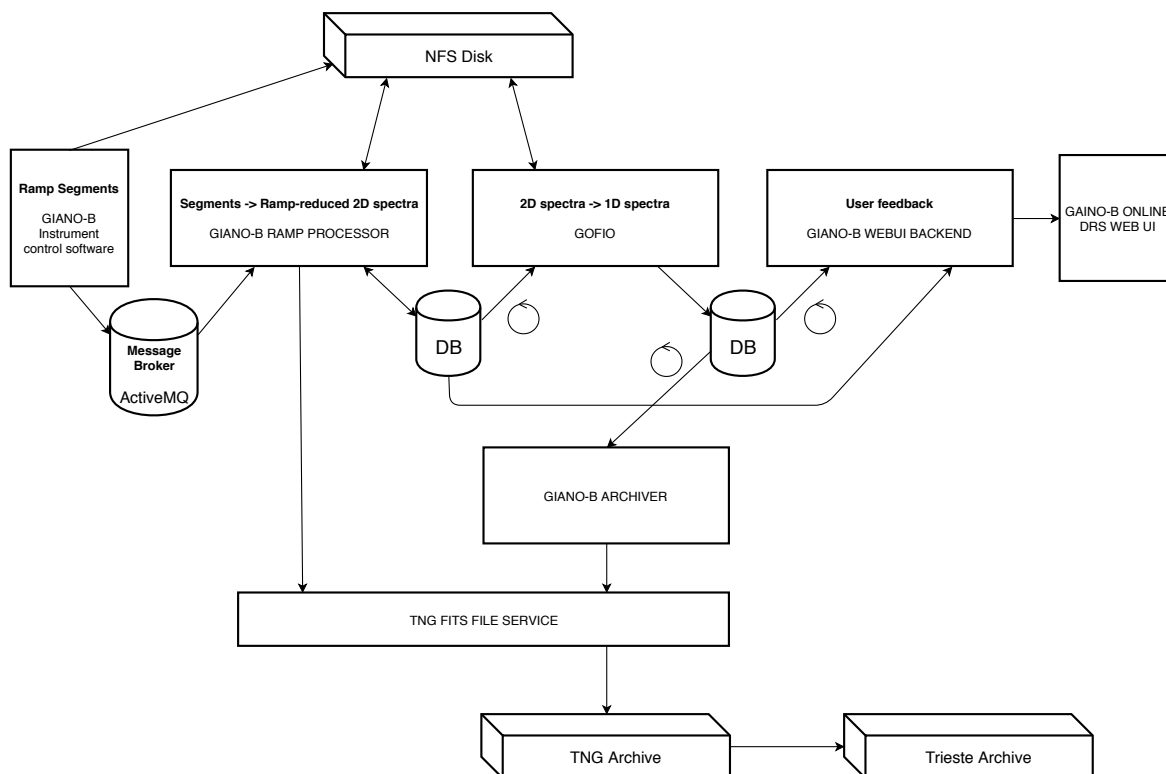 NFS Disk
Ramp Segments
GIANO-B
Instrument
control software
Segments -> Ramp-reduced 2D spectra
GIANO-B RAMP PROCESSOR
2D spectra -> 1D spectra
GOFIO
User feedback
GIANO-B WEBUI BACKEND
GAINO-B ONLINE
DRS WEB UI
Message
Broker
ActiveMQ
DB
DB
GIANO-B ARCHIVER
TNG FITS FILE SERVICE
TNG Archive
Trieste Archive